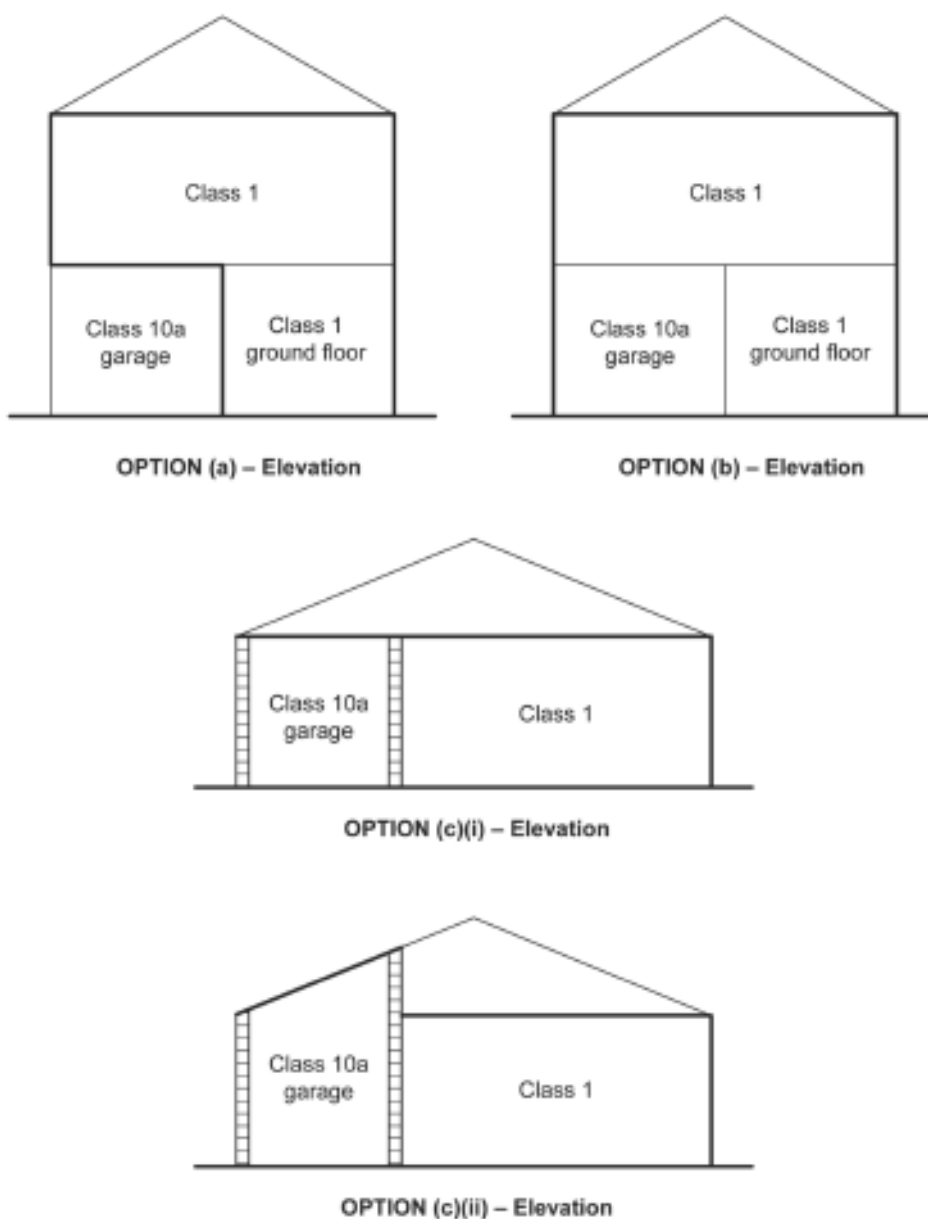 Class 1
Class 1
Class 10a
garage
Class 1
ground floor
Class 10a
garage
Class 1
ground floor
OPTION (a) – Elevation
OPTION (b) – Elevation
Class 10a
garage
Class 1
OPTION (c)(i) – Elevation
Class 10a
garage
Class 1
OPTION (c)(ii) – Elevation